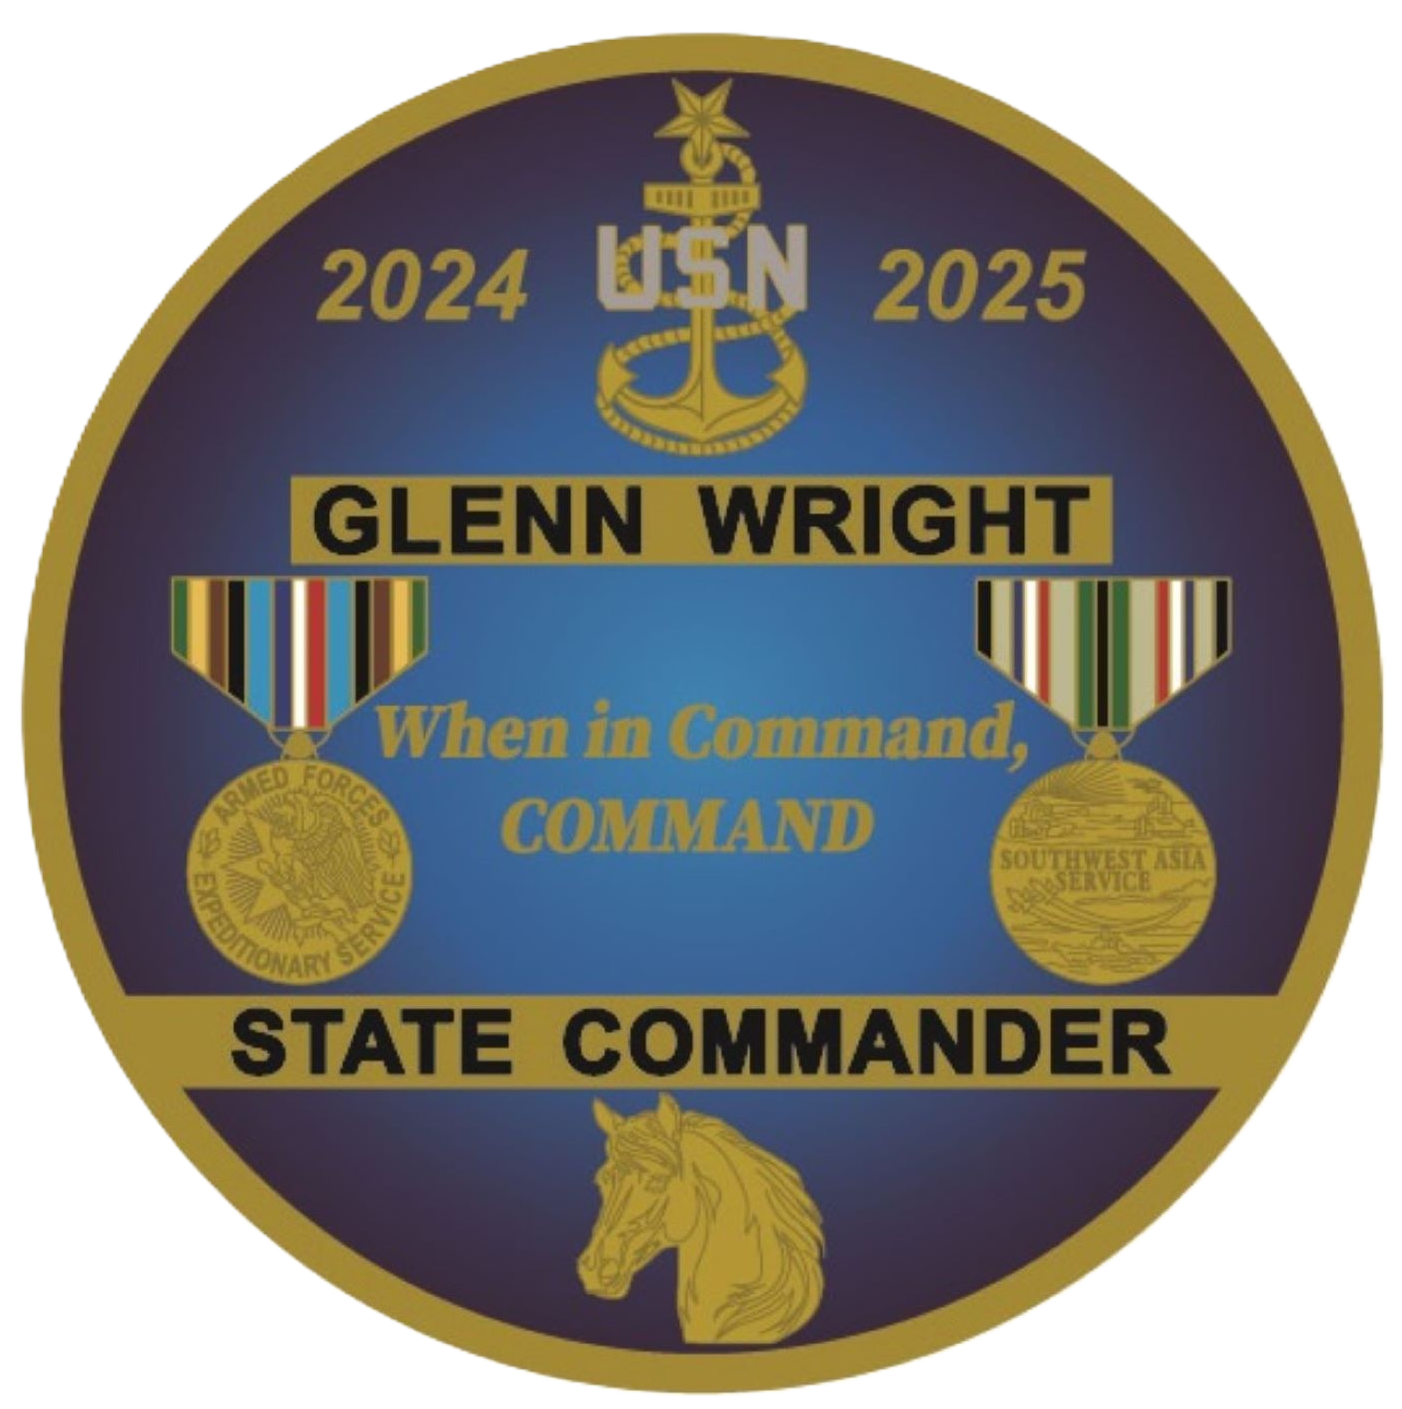 2024 USN 2025
GLENN WRIGHT
When in Command,
COMMAND
ARMED FORCES
EXPEDITIONARY SERVICE
SOUTHWEST ASIA
SERVICE
STATE COMMANDER